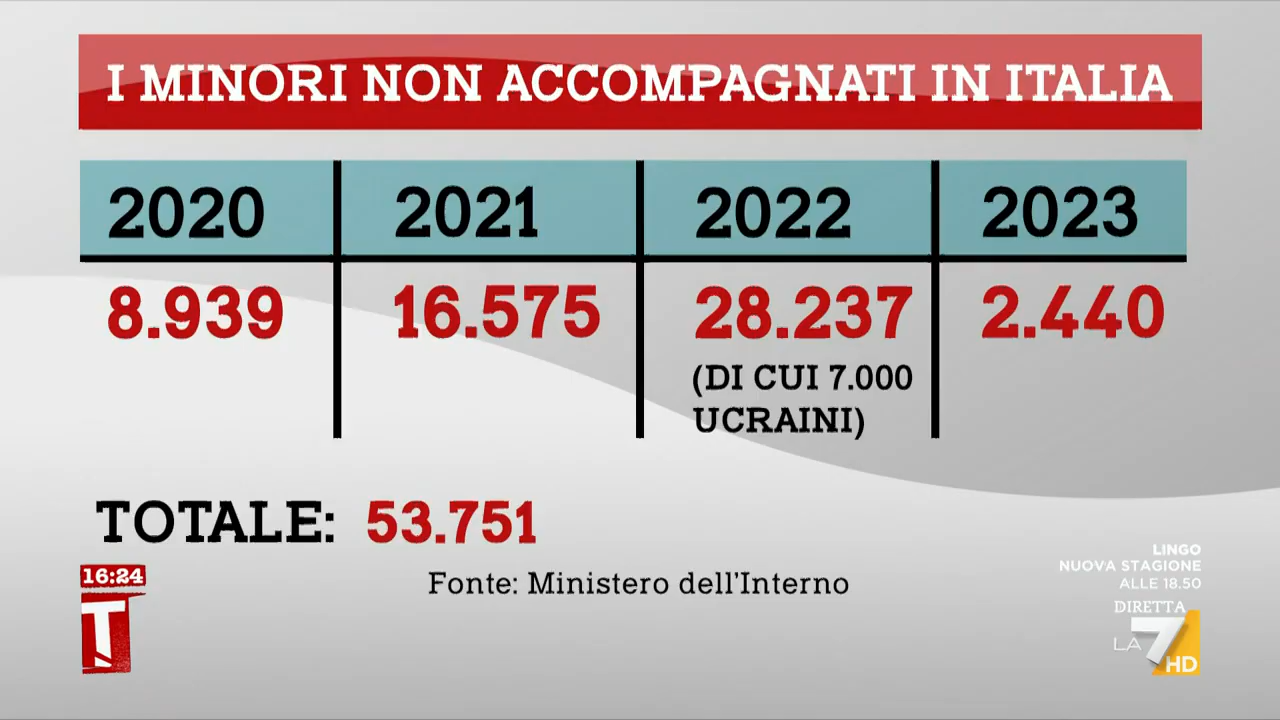 I MINORI NON ACCOMPAGNATI IN ITALIA
2020 2021 2022 2023
8.939 16.575 28.237 2.440
(DI CUI 7.000
UCRAINI)
TOTALE: 53.751
Fonte: Ministero dell'Interno
16:24
T
LINGO
NUOVA STAGIONE
ALLE 18.50
DIRETTA
LA 7 HD